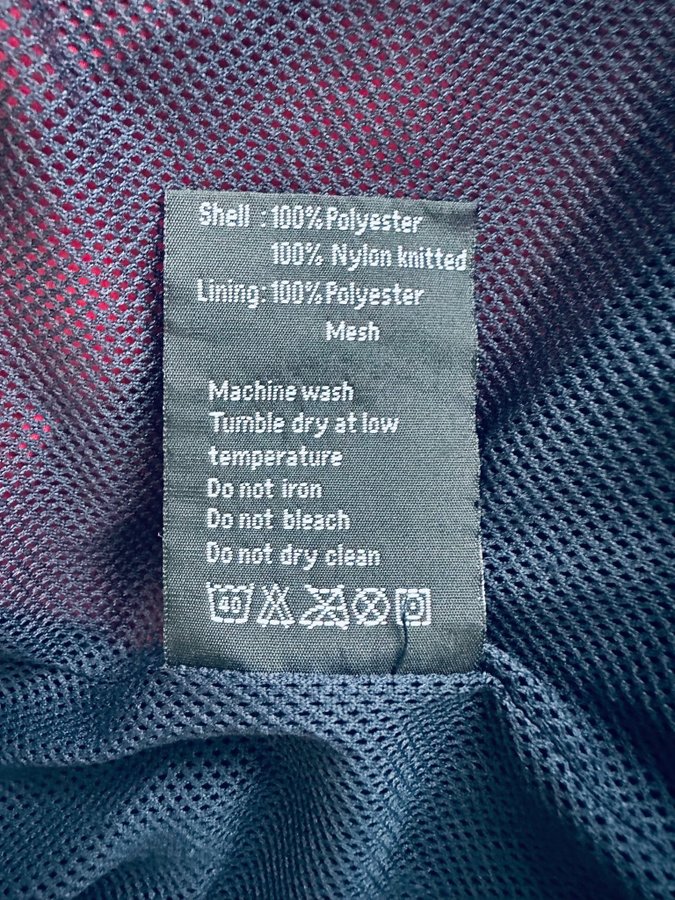 Shell : 100% Polyester
100% Nylon knitted
Lining: 100% Polyester
Mesh
Machine wash
Tumble dry at low
temperature
Do not iron
Do not bleach
Do not dry clean
40